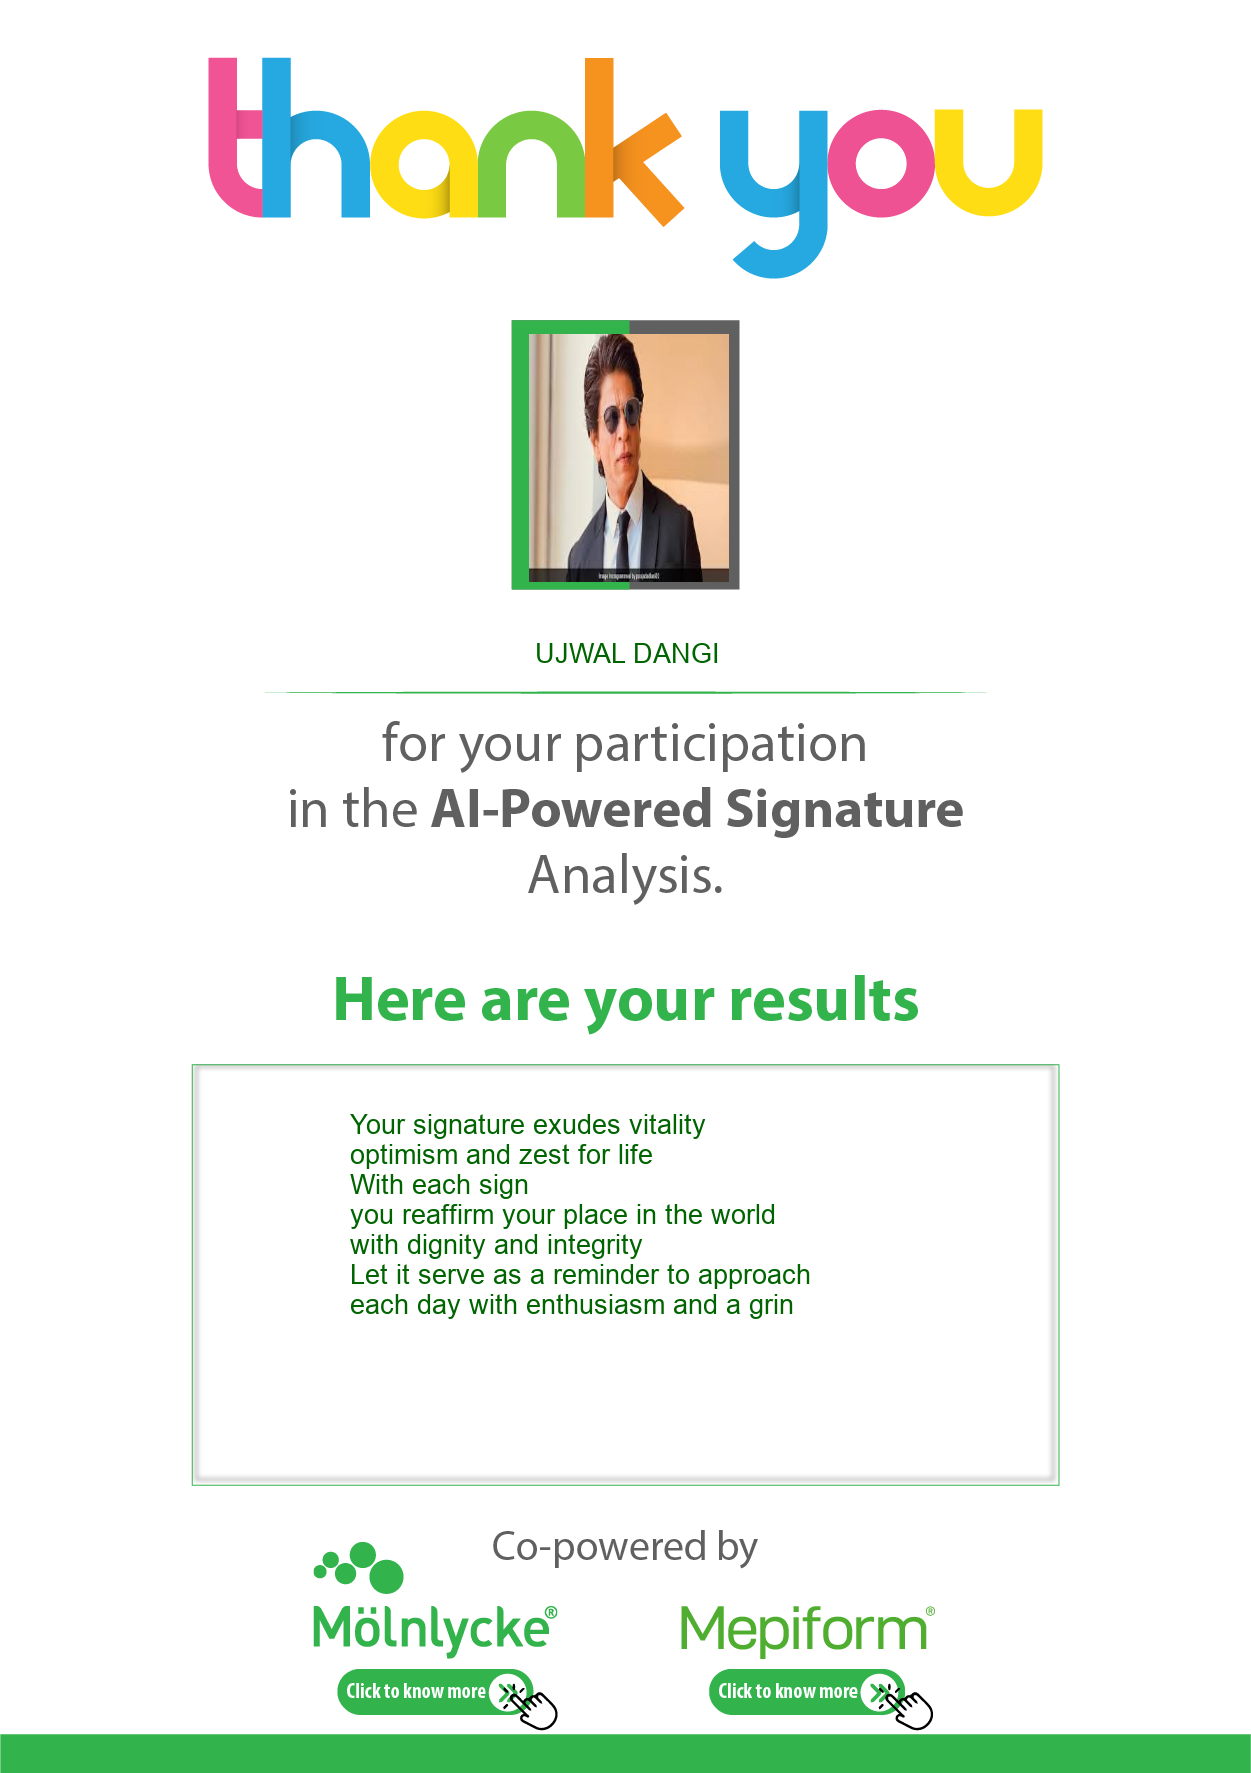 thank you
UJWAL DANGI
for your participation
in the AI-Powered Signature
Analysis.
Here are your results
Your signature exudes vitality
optimism and zest for life
With each sign
you reaffirm your place in the world
with dignity and integrity
Let it serve as a reminder to approach
each day with enthusiasm and a grin
Co-powered by
Mölnlycke®
Mepiform®
Click to know more
Click to know more